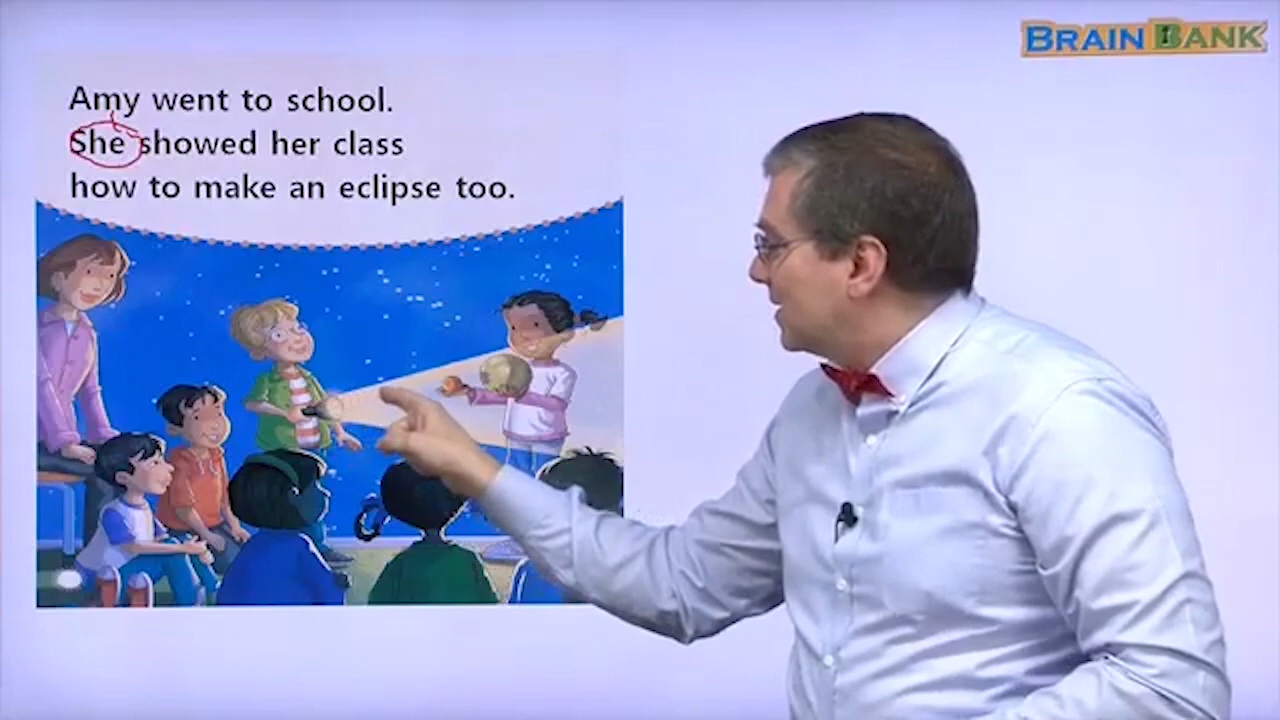 BRAIN BANK
Amy went to school.
She showed her class
how to make an eclipse too.